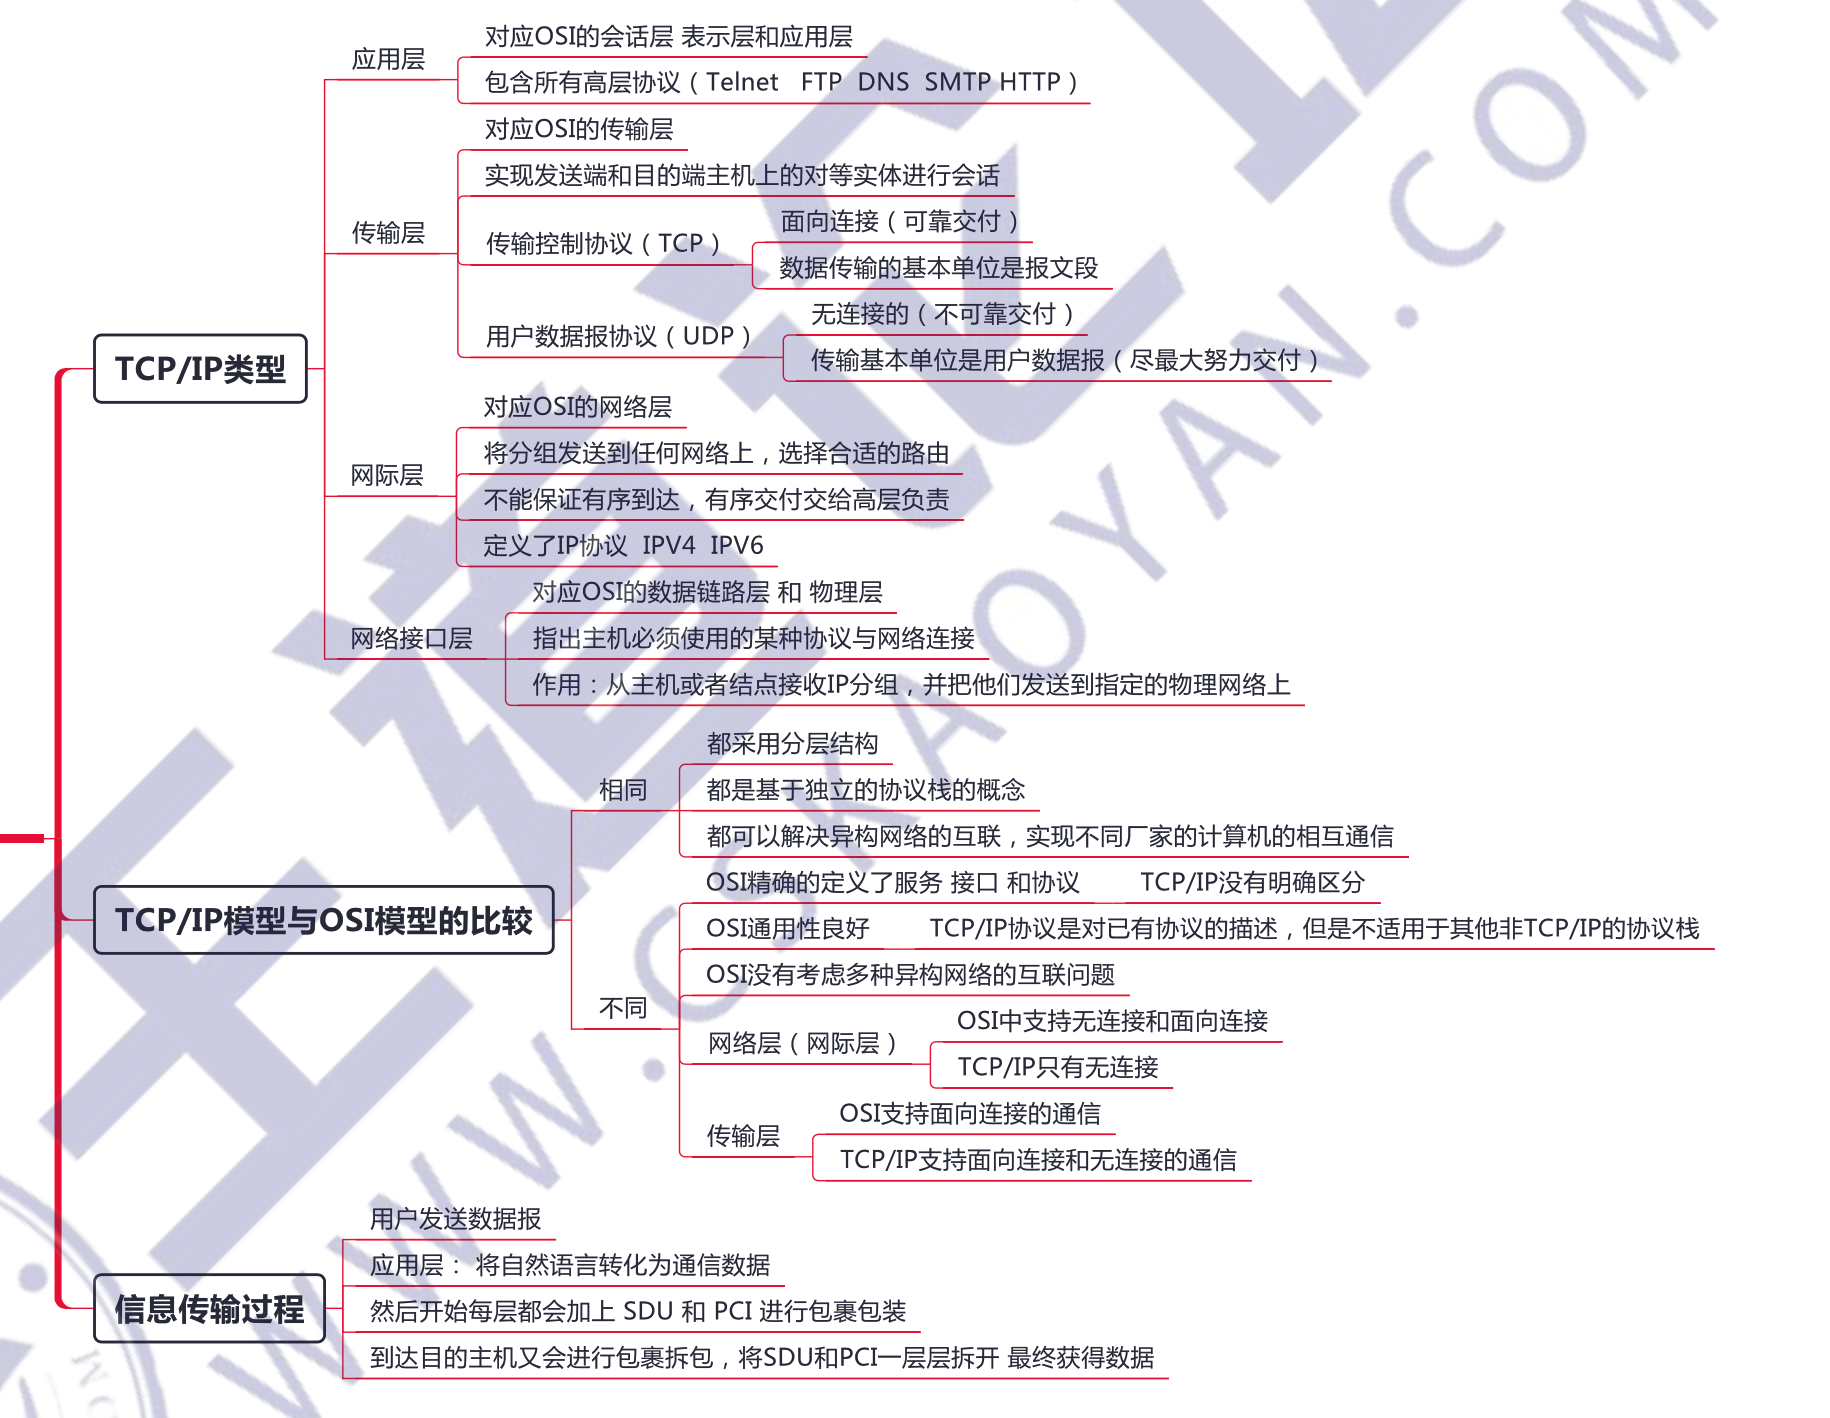 应用层
对应OSI的会话层 表示层和应用层
包含所有高层协议（Telnet   FTP  DNS  SMTP HTTP）
传输层
对应OSI的传输层
实现发送端和目的端主机上的对等实体进行会话
传输控制协议（TCP）
面向连接（可靠交付）
数据传输的基本单位是报文段
用户数据报协议（UDP）
无连接的（不可靠交付）
传输基本单位是用户数据报（尽最大努力交付）
TCP/IP类型
网际层
对应OSI的网络层
将分组发送到任何网络上，选择合适的路由
不能保证有序到达，有序交付交给高层负责
定义了IP协议  IPV4  IPV6
网络接口层
对应OSI的数据链路层 和 物理层
指出主机必须使用的某种协议与网络连接
作用：从主机或者结点接收IP分组，并把他们发送到指定的物理网络上
TCP/IP模型与OSI模型的比较
相同
都采用分层结构
都是基于独立的协议栈的概念
都可以解决异构网络的互联，实现不同厂家的计算机的相互通信
不同
OSI精确的定义了服务 接口 和协议
TCP/IP没有明确区分
OSI通用性良好
TCP/IP协议是对已有协议的描述，但是不适用于其他非TCP/IP的协议栈
OSI没有考虑多种异构网络的互联问题
网络层（网际层）
OSI中支持无连接和面向连接
TCP/IP只有无连接
传输层
OSI支持面向连接的通信
TCP/IP支持面向连接和无连接的通信
信息传输过程
用户发送数据报
应用层： 将自然语言转化为通信数据
然后开始每层都会加上 SDU 和 PCI 进行包裹包装
到达目的主机又会进行包裹拆包，将SDU和PCI一层层拆开 最终获得数据
王道论坛
WWW.CSKAOYAN.COM